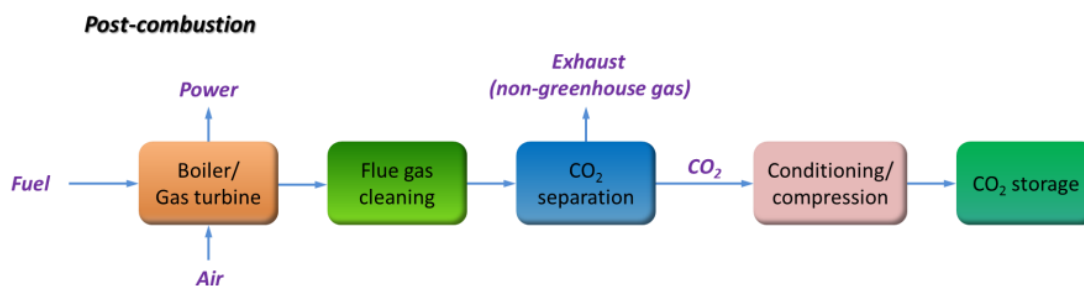 Post-combustion
Exhaust
(non-greenhouse gas)
Power
Boiler/
Gas turbine
Flue gas
cleaning
CO₂
separation
CO₂
Conditioning/
compression
CO₂ storage
Fuel
Air